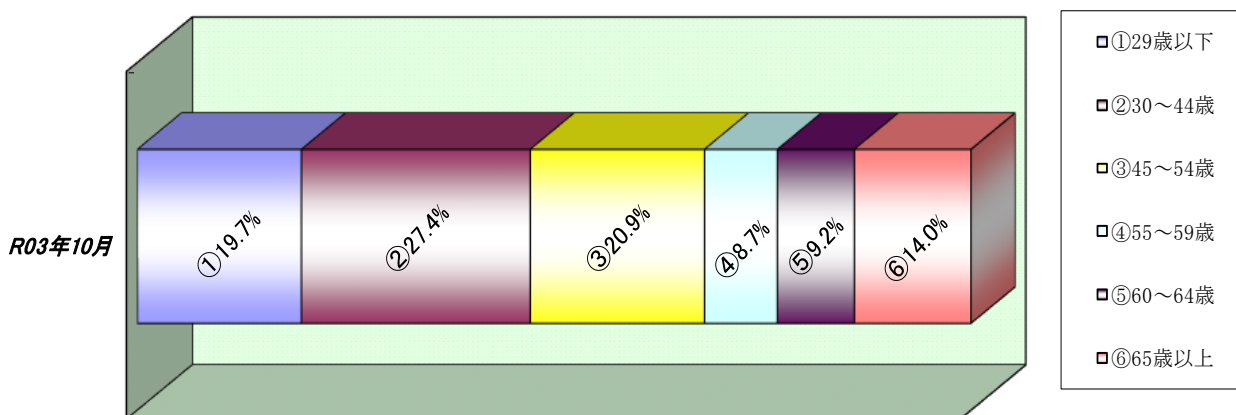 R03年10月
①19.7%
②27.4%
③20.9%
④8.7%
⑤9.2%
⑥14.0%
①29歳以下
②30～44歳
③45～54歳
④55～59歳
⑤60～64歳
⑥65歳以上